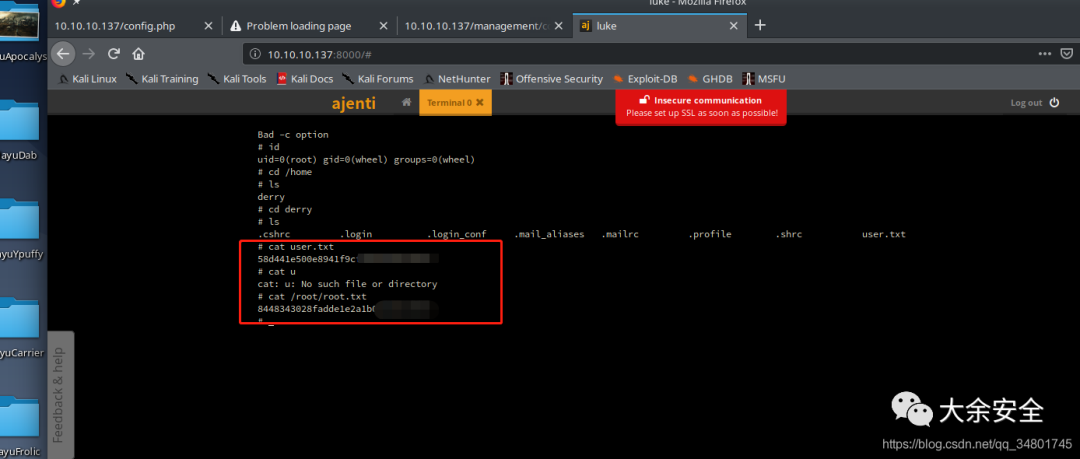 luke - Mozilla Firefox
10.10.10.137/config.php
Problem loading page
10.10.10.137/management/c
aj luke
10.10.10.137:8000/#
Kali Linux
Kali Training
Kali Tools
Kali Docs
Kali Forums
NetHunter
Offensive Security
Exploit-DB
GHDB
MSFU
ajenti
Terminal 0
Insecure communication
Please set up SSL as soon as possible!
Log out
uApocalys
ayuDab
ayuYpuffy
yuCarrier
ayuFrolic
Feedback & help
Bad -c option
# id
uid=0(root) gid=0(wheel) groups=0(wheel)
# cd /home
# ls
derry
# cd derry
# ls
.cshrc .login .login_conf .mail_aliases .mailrc .profile .shrc user.txt
# cat user.txt
58d441e500e8941f9c
# cat u
cat: u: No such file or directory
# cat /root/root.txt
8448343028fadde1e2a1b
# _
大余安全
https://blog.csdn.net/qq_34801745